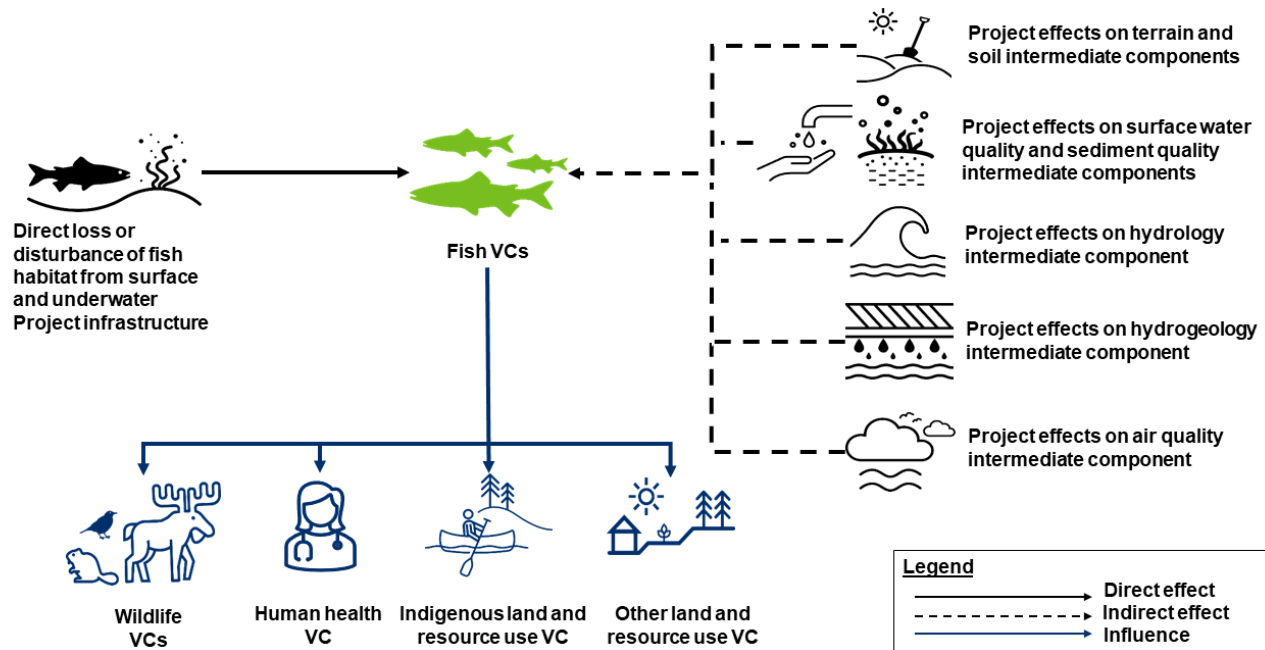 Project effects on terrain and
soil intermediate components
Project effects on surface water
quality and sediment quality
intermediate components
Direct loss or
disturbance of fish
habitat from surface
and underwater
Project infrastructure
Fish VCs
Project effects on hydrology
intermediate component
Project effects on hydrogeology
intermediate component
Project effects on air quality
intermediate component
Wildlife
VCs
Human health
VC
Indigenous land and
resource use VC
Other land and
resource use VC
Legend
Direct effect
Indirect effect
Influence